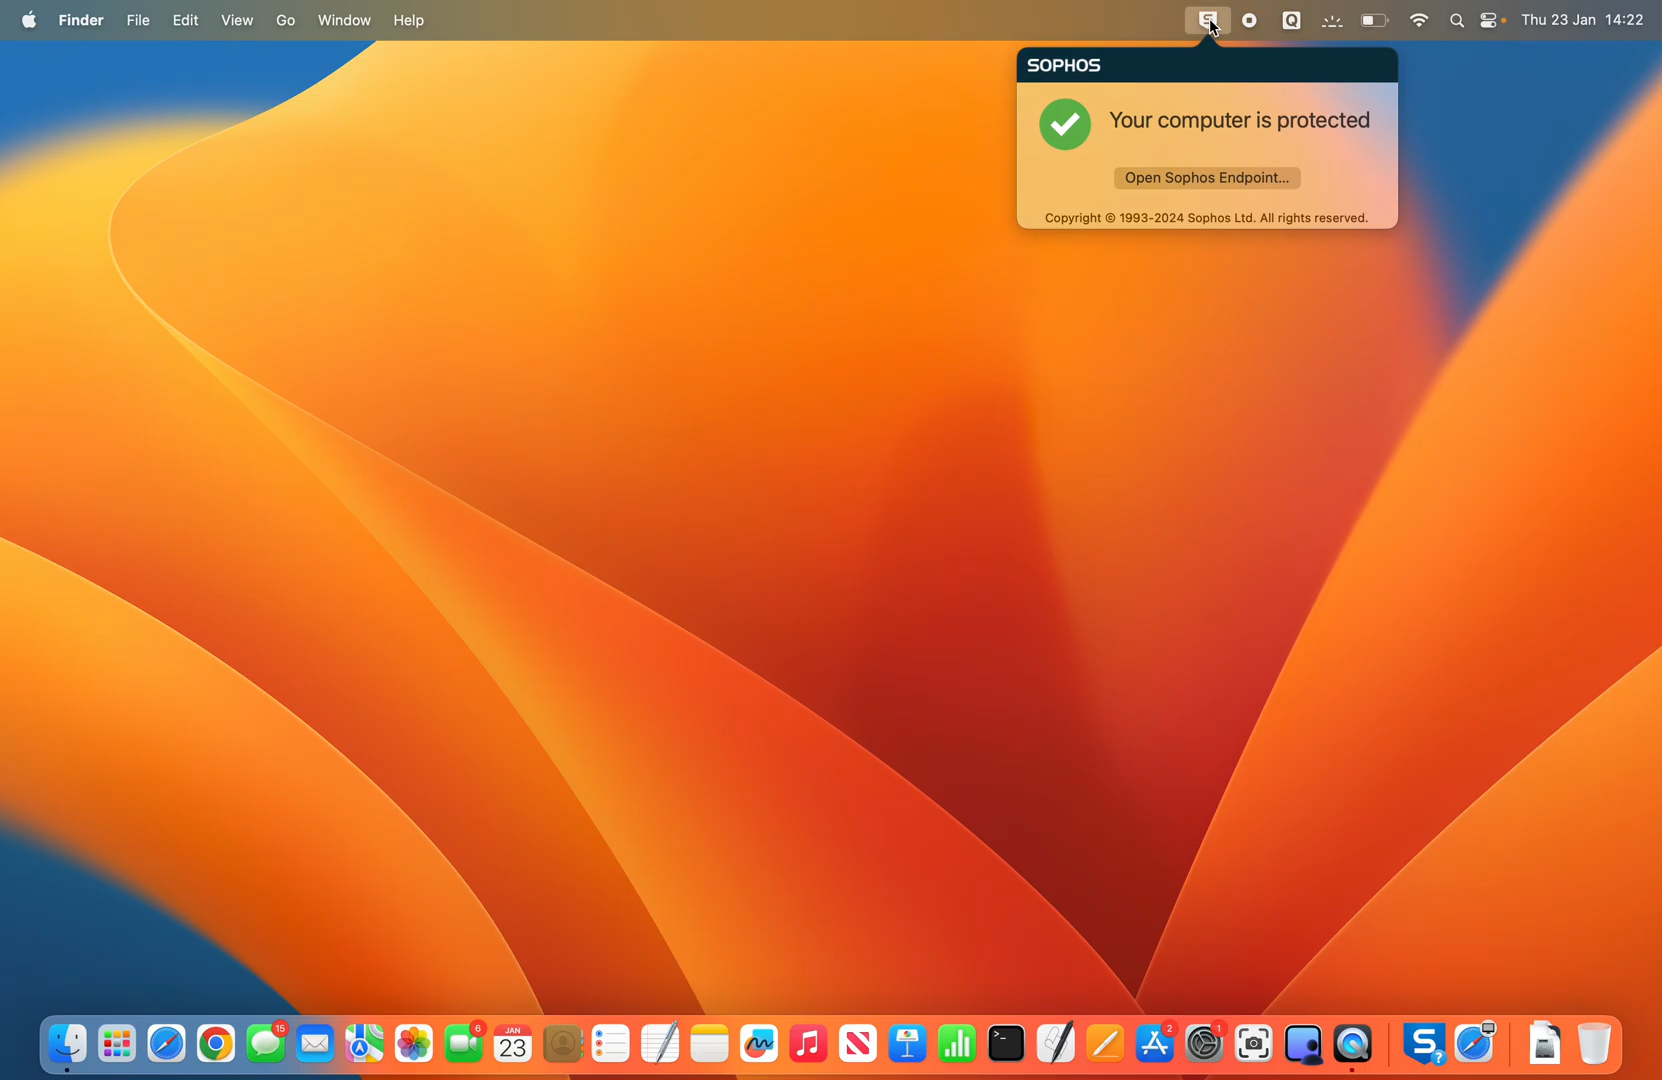 Finder File Edit View Go Window Help
S Q Thu 23 Jan 14:22
SOPHOS
Your computer is protected
Open Sophos Endpoint...
Copyright © 1993-2024 Sophos Ltd. All rights reserved.
15 6 JAN 23 2 1 S ?